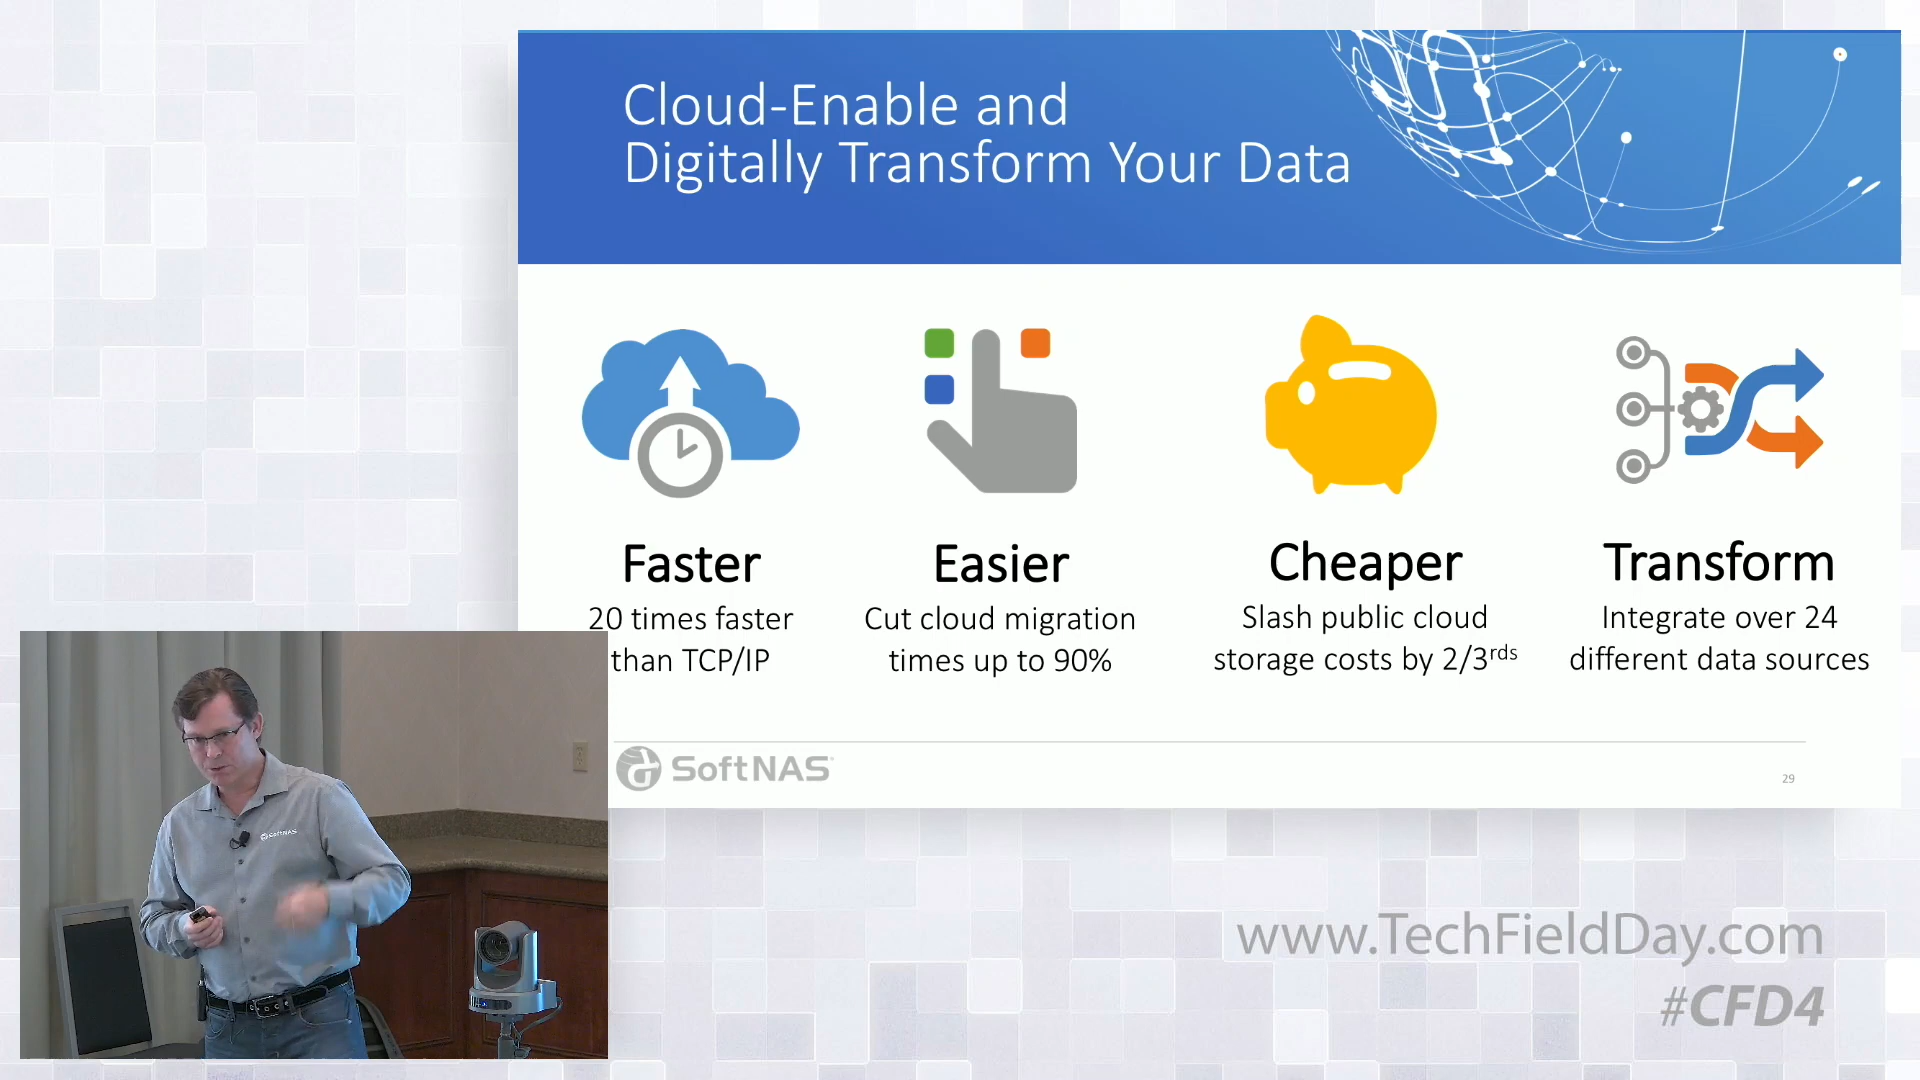 Cloud-Enable and
Digitally Transform Your Data
Faster
20 times faster
than TCP/IP
Easier
Cut cloud migration
times up to 90%
Cheaper
Slash public cloud
storage costs by 2/3rds
Transform
Integrate over 24
different data sources
SoftNAS
29
SoftNAS
www.TechFieldDay.com
#CFD4